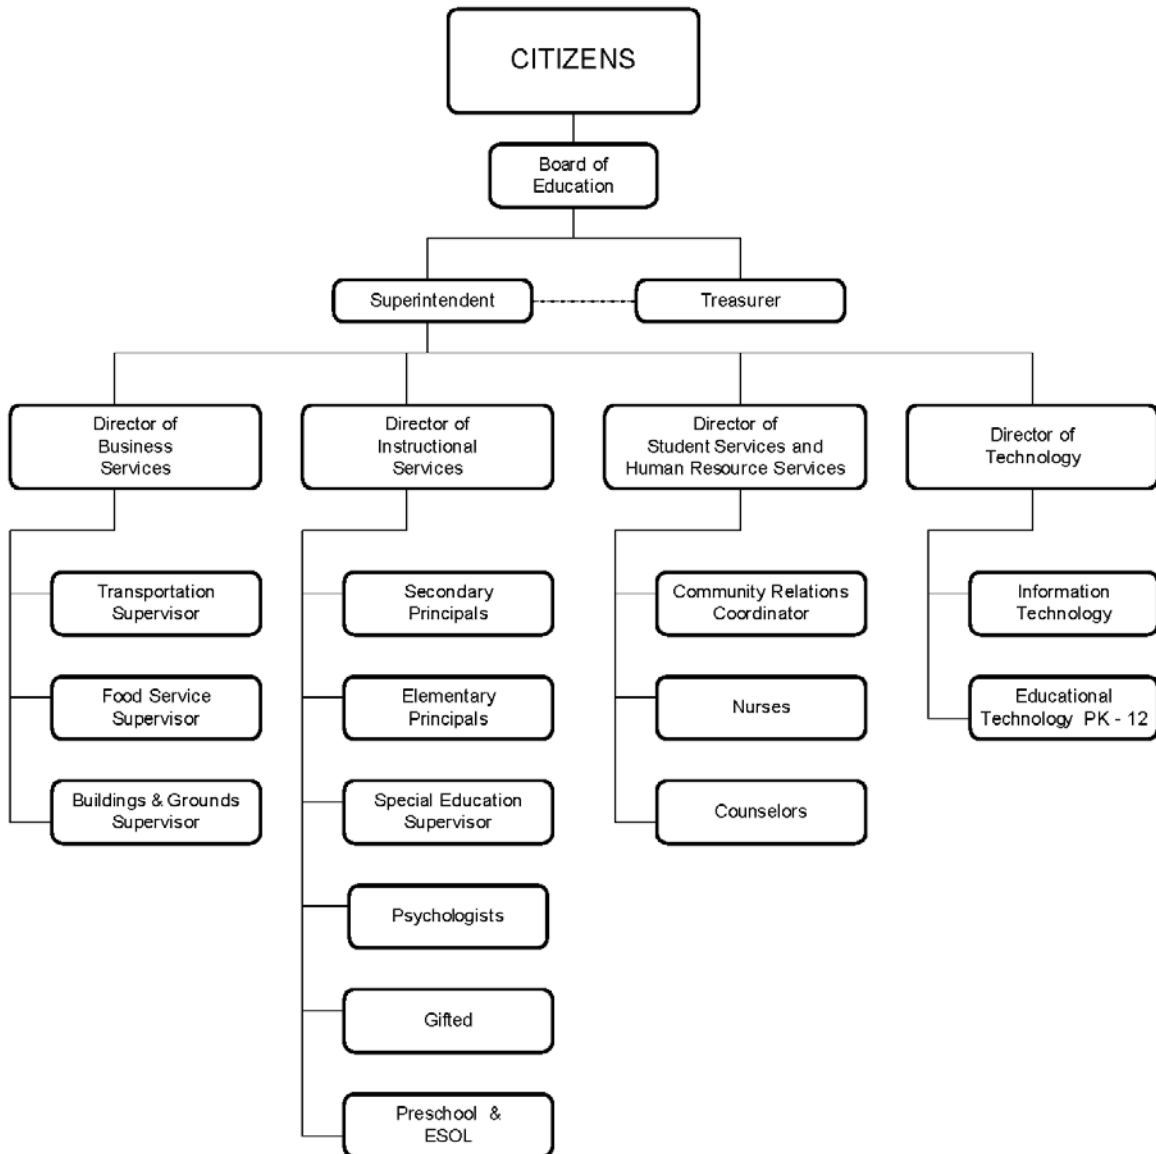 CITIZENS
Board of
Education
Superintendent
Treasurer
Director of
Business
Services
Director of
Instructional
Services
Director of
Student Services and
Human Resource Services
Director of
Technology
Transportation
Supervisor
Secondary
Principals
Community Relations
Coordinator
Information
Technology
Food Service
Supervisor
Elementary
Principals
Nurses
Educational
Technology PK - 12
Buildings & Grounds
Supervisor
Special Education
Supervisor
Counselors
Psychologists
Gifted
Preschool &
ESOL